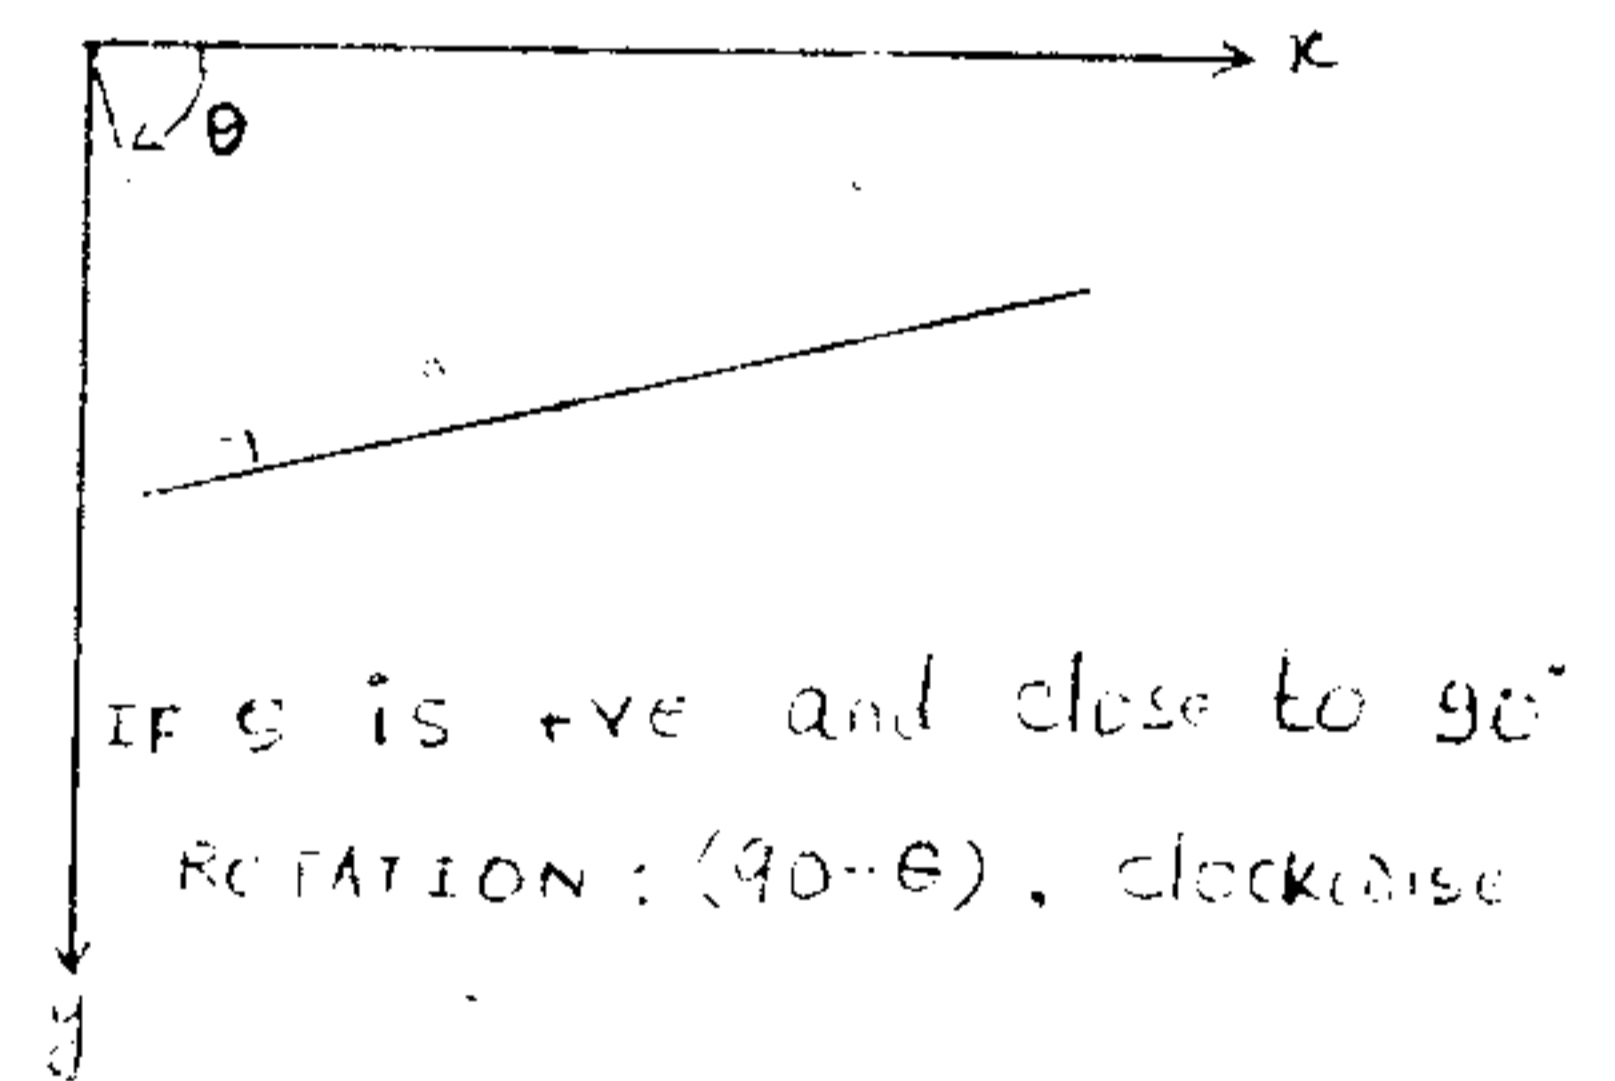 x
θ
IF θ is +ve and close to 90°
ROTATION : (90-θ). clockwise
y